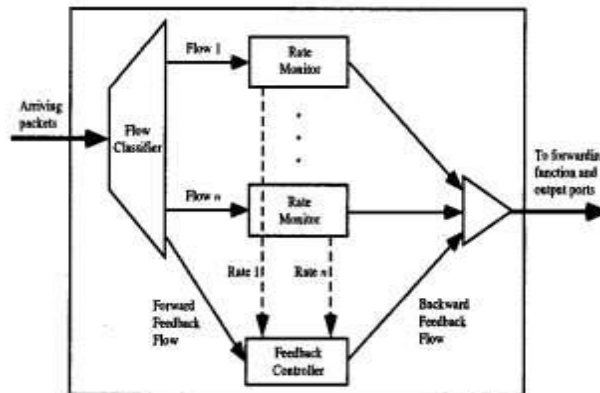 Flow 1
Rate
Monitor
Arriving
packets
Flow
Classifier
To forwarding
function and
output ports
Flow n
Rate
Monitor
Rate 1
Rate n
Forward
Feedback
Flow
Backward
Feedback
Flow
Feedback
Controller